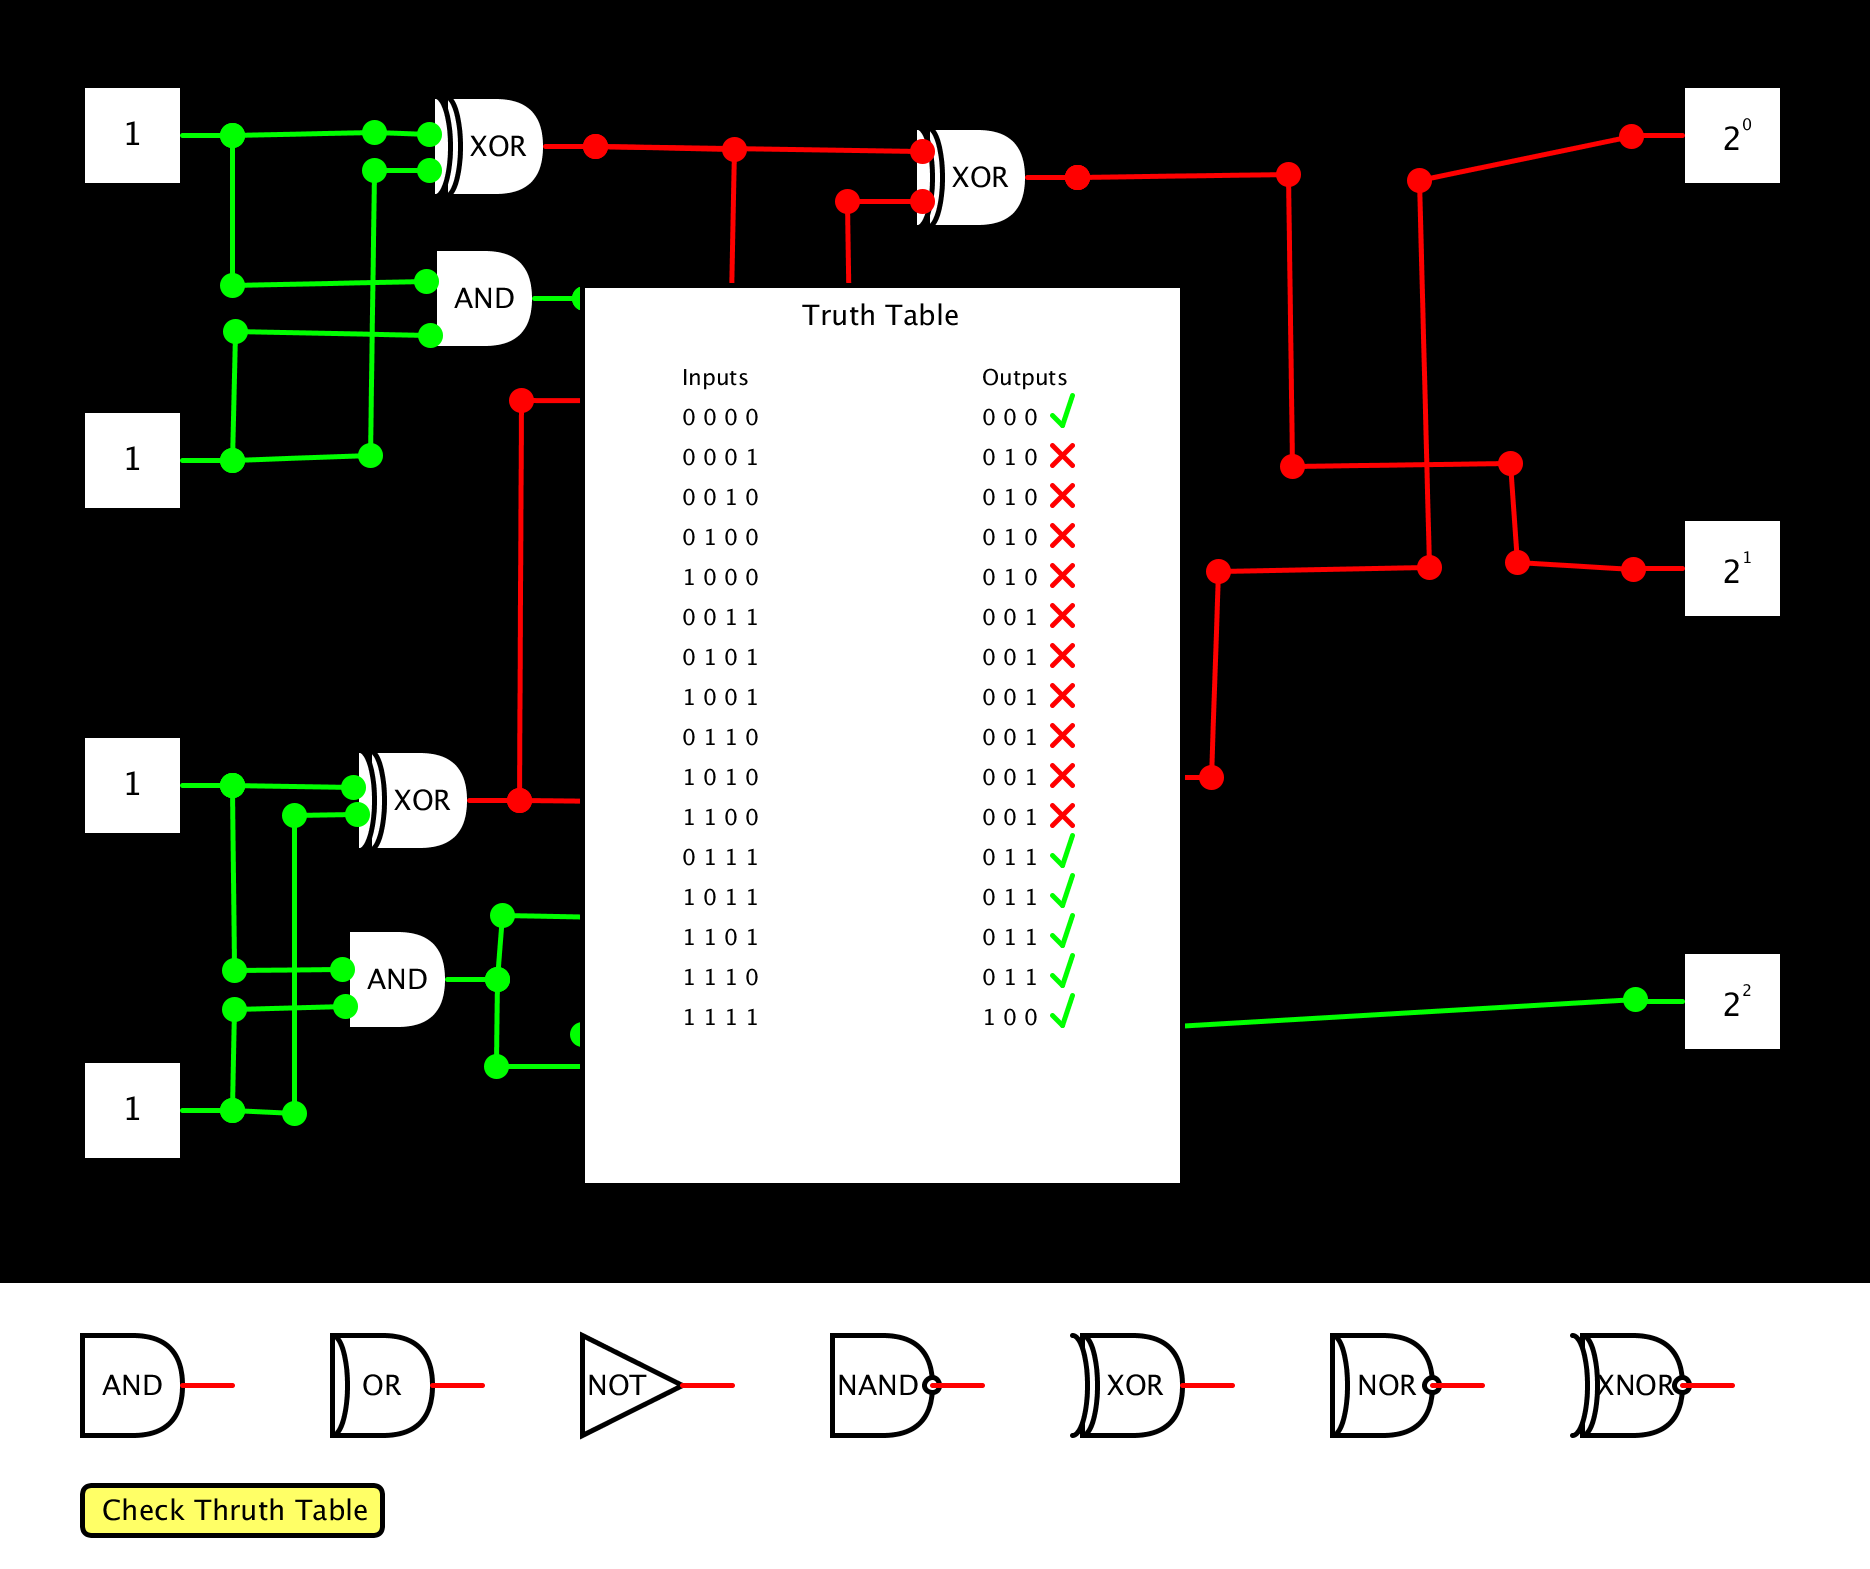 1
XOR
XOR
2⁰
AND
Truth Table
Inputs Outputs
0 0 0 0 0 0 0
0 0 0 1 0 1 0
0 0 1 0 0 1 0
0 1 0 0 0 1 0
1 0 0 0 0 1 0
0 0 1 1 0 0 1
0 1 0 1 0 0 1
1 0 0 1 0 0 1
0 1 1 0 0 0 1
1 0 1 0 0 0 1
1 1 0 0 0 0 1
0 1 1 1 0 1 1
1 0 1 1 0 1 1
1 1 0 1 0 1 1
1 1 1 0 0 1 1
1 1 1 1 1 0 0
1
2¹
1
XOR
AND
2²
1
AND OR NOT NAND XOR NOR XNOR
Check Thruth Table